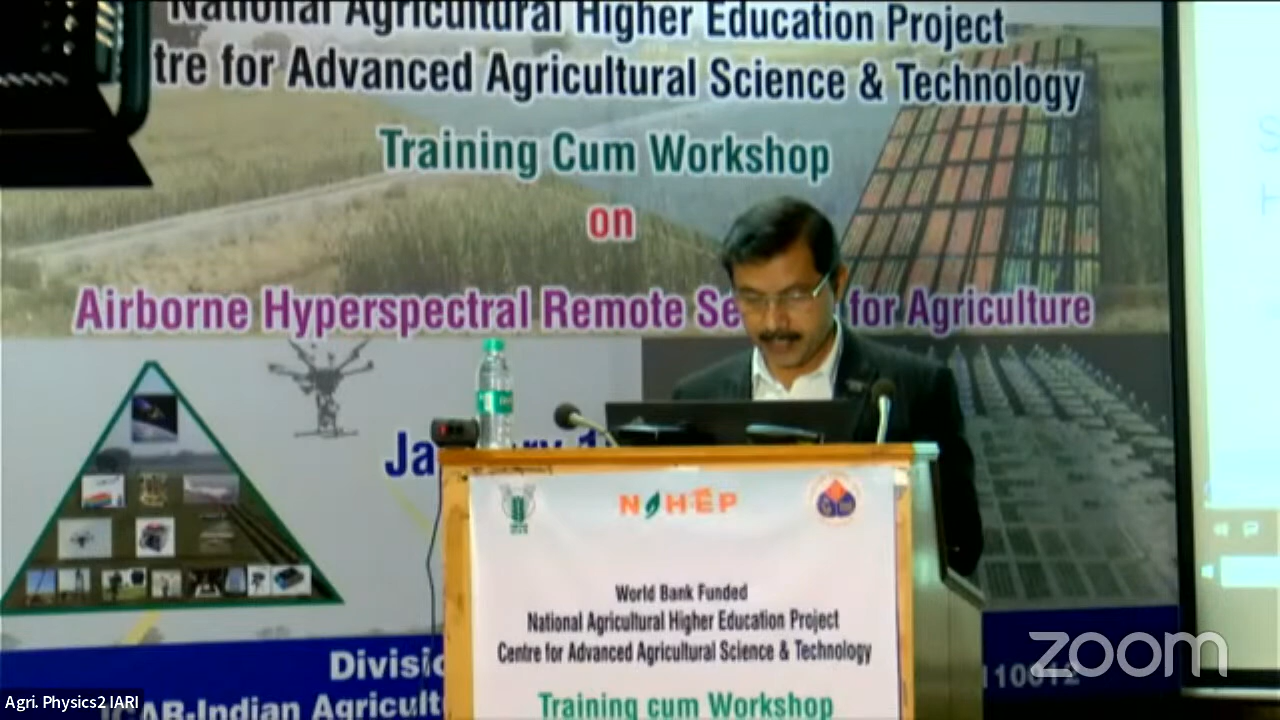 National Agricultural Higher Education Project
tre for Advanced Agricultural Science & Technology
Training Cum Workshop
on
Airborne Hyperspectral Remote Se for Agriculture
NAHEP
World Bank Funded
National Agricultural Higher Education Project
Centre for Advanced Agricultural Science & Technology
Training cum Workshop
Divisi
ICAR-Indian Agricult
110012
zoom
Agri. Physics2 IARI